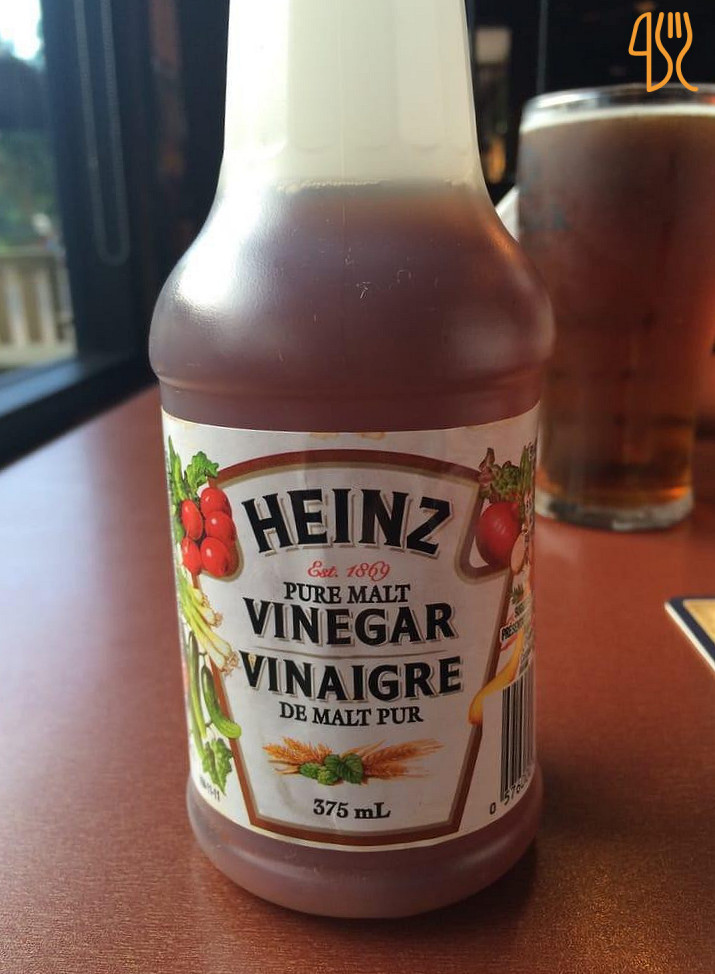 HEINZ
Est. 1869
PURE MALT
VINEGAR
VINAIGRE
DE MALT PUR
375 mL